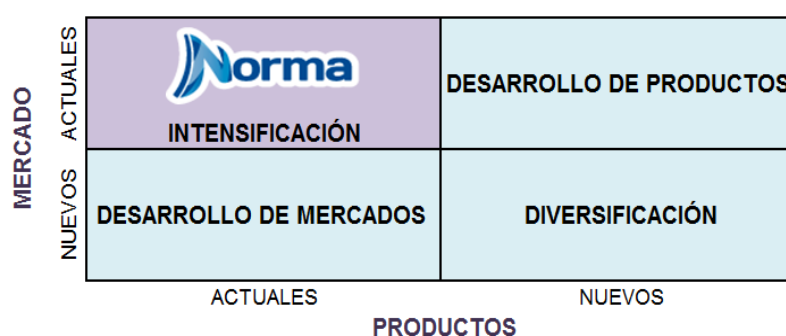 MERCADO
ACTUALES
Norma
INTENSIFICACIÓN
DESARROLLO DE PRODUCTOS
NUEVOS
DESARROLLO DE MERCADOS
DIVERSIFICACIÓN
ACTUALES
NUEVOS
PRODUCTOS